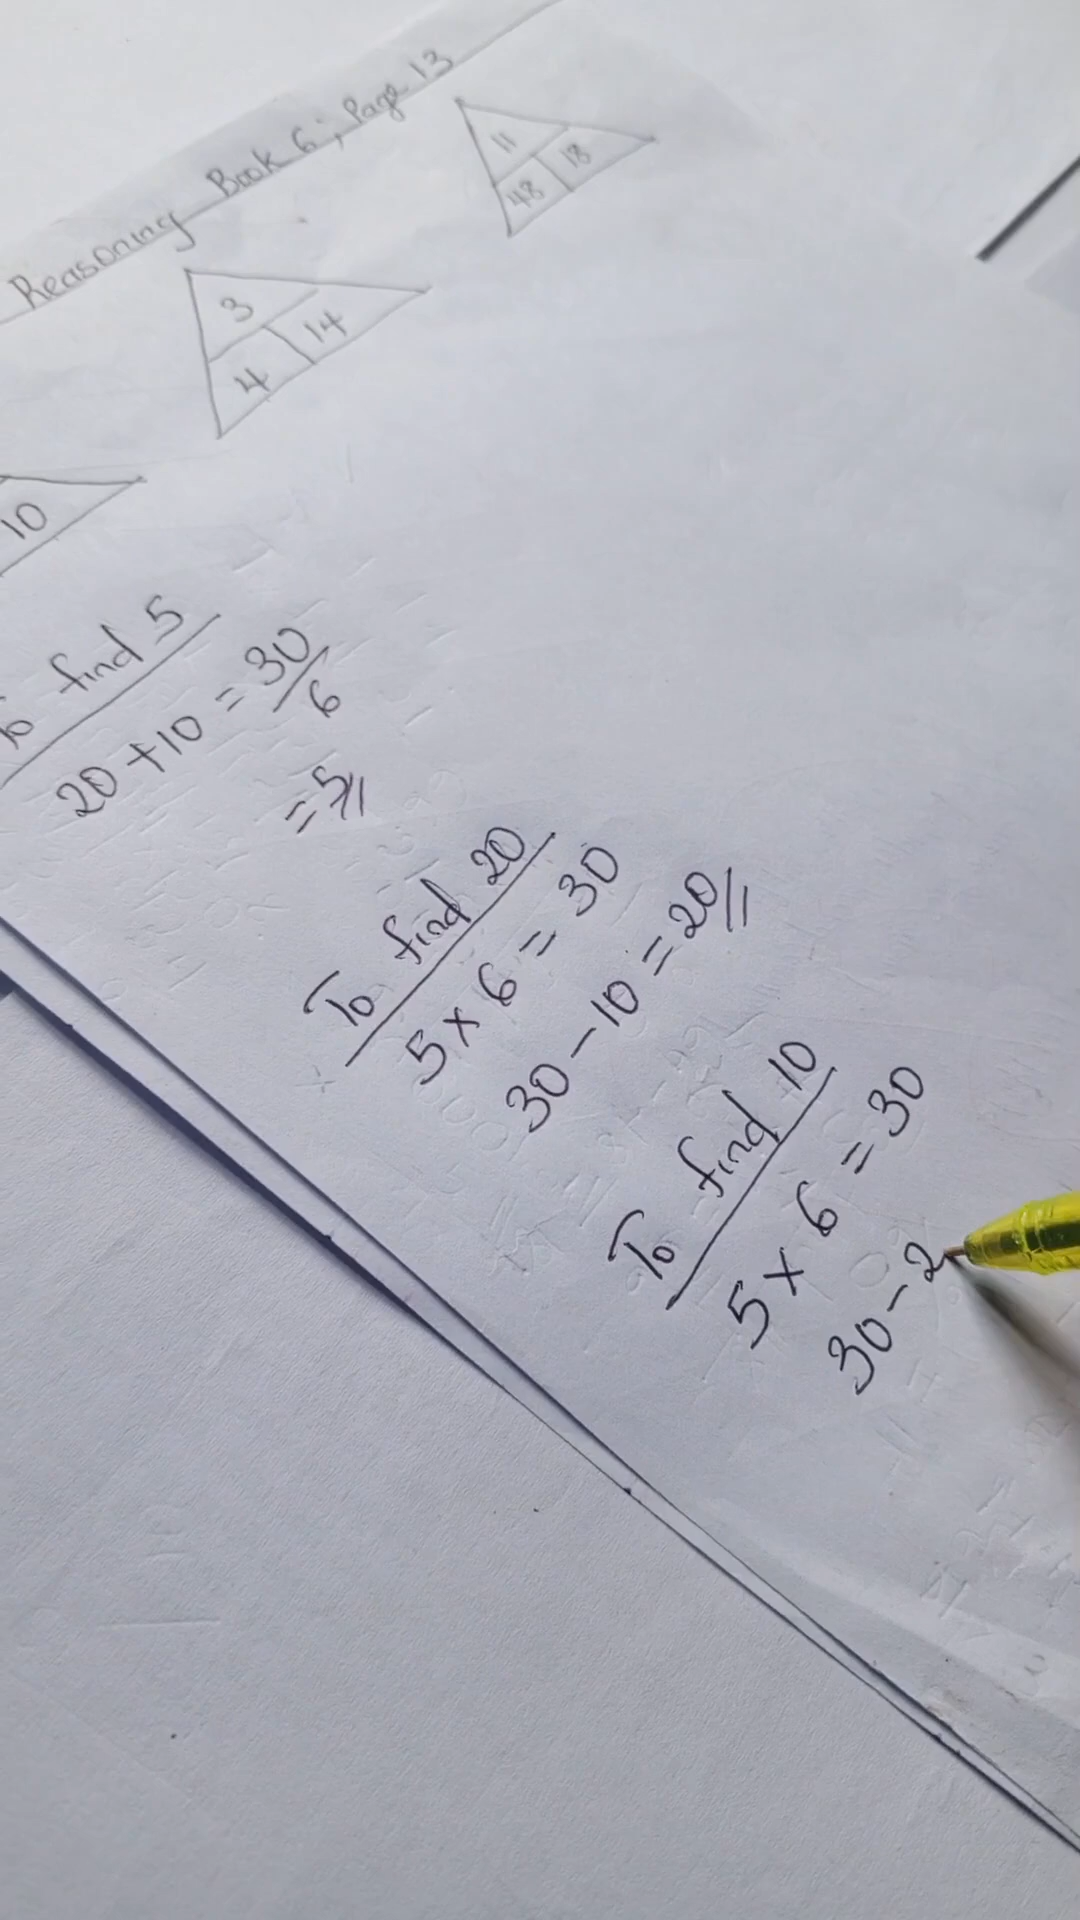 Reasoning Book 6; Page 13
11
48 18
3
4 14
10
To find 5
20 + 10 = 30/6
= 5//
To find 20
5 x 6 = 30
30 - 10 = 20//
To find 10
5 x 6 = 30
30 - 2